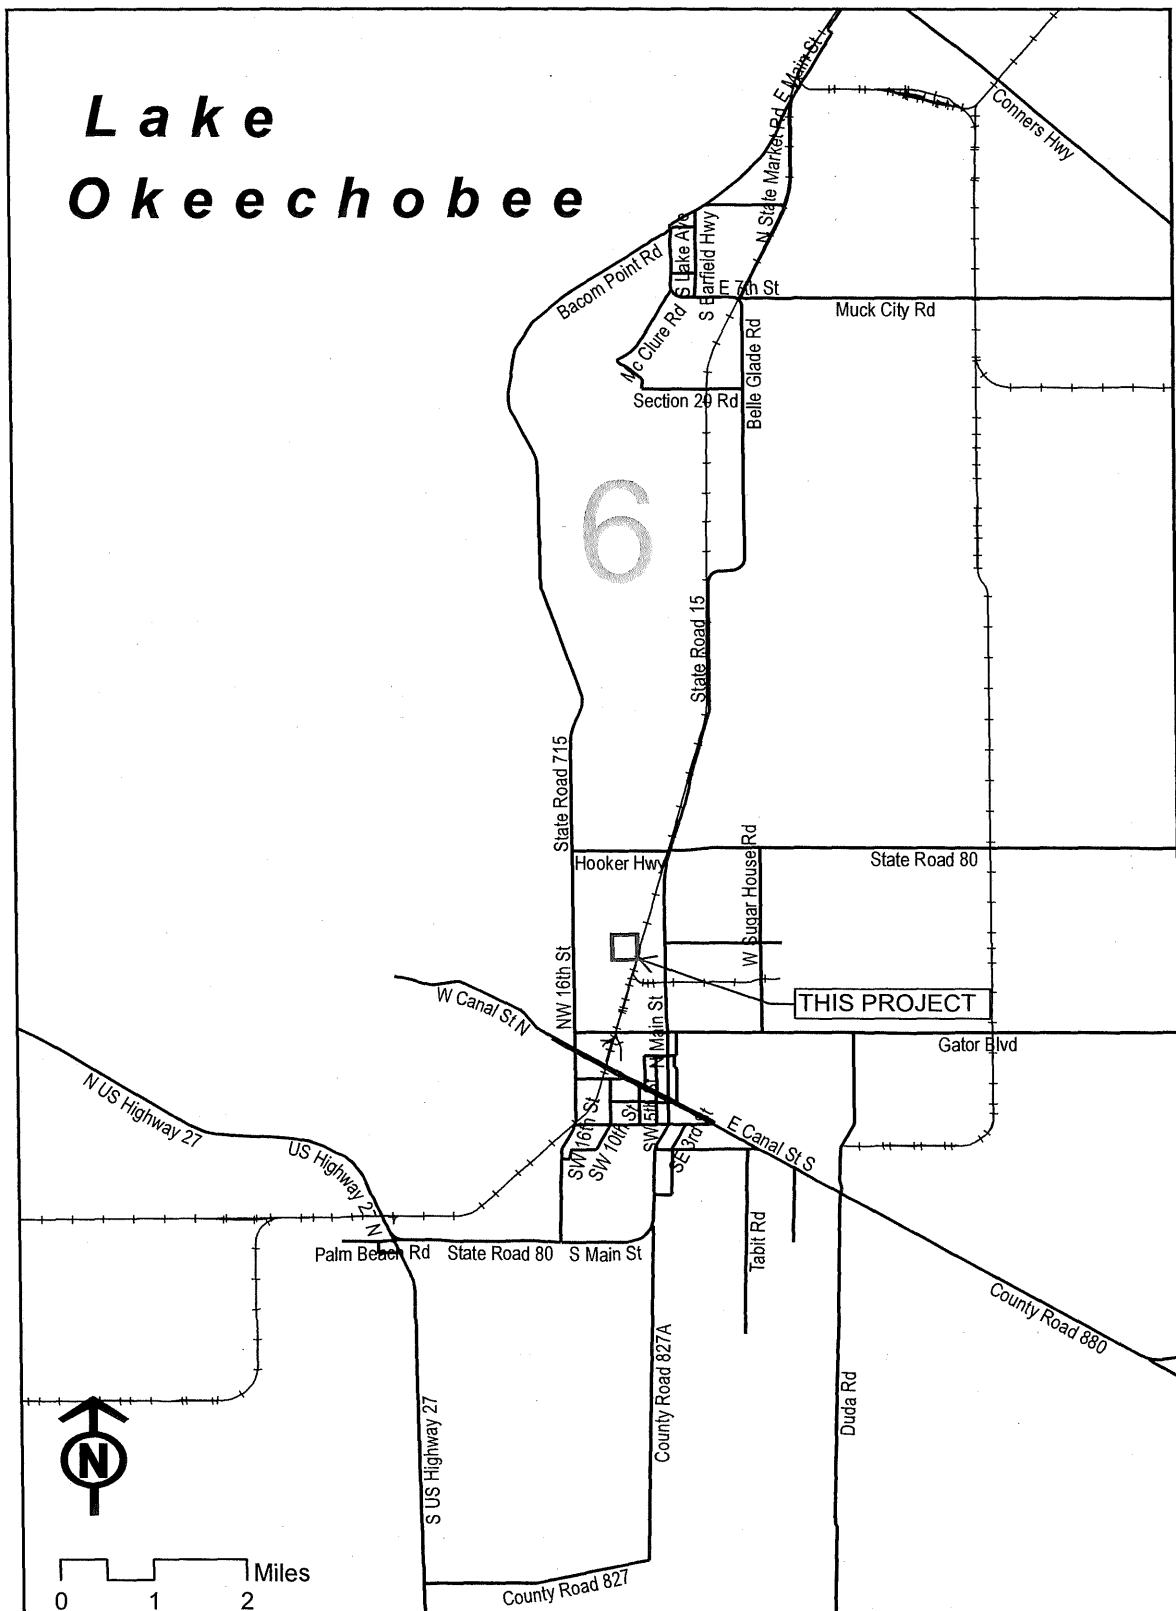 Lake
Okeechobee
E Main St
N State Market Rd
Conners Hwy
Bacom Point Rd
S Lake Ave
S Barfield Hwy
E 7th St
Muck City Rd
Mc Clure Rd
Belle Glade Rd
Section 20 Rd
6
State Road 15
State Road 715
Hooker Hwy
State Road 80
W Sugar House Rd
NW 16th St
W Canal St N
N Main St
THIS PROJECT
Gator Blvd
N US Highway 27
US Highway 27 N
SW 16th St
SW 10th St
SW 5th St
SE 3rd St
E Canal St S
Palm Beach Rd
State Road 80
S Main St
Tabit Rd
County Road 880
County Road 827A
Duda Rd
S US Highway 27
N
Miles
0 1 2
County Road 827